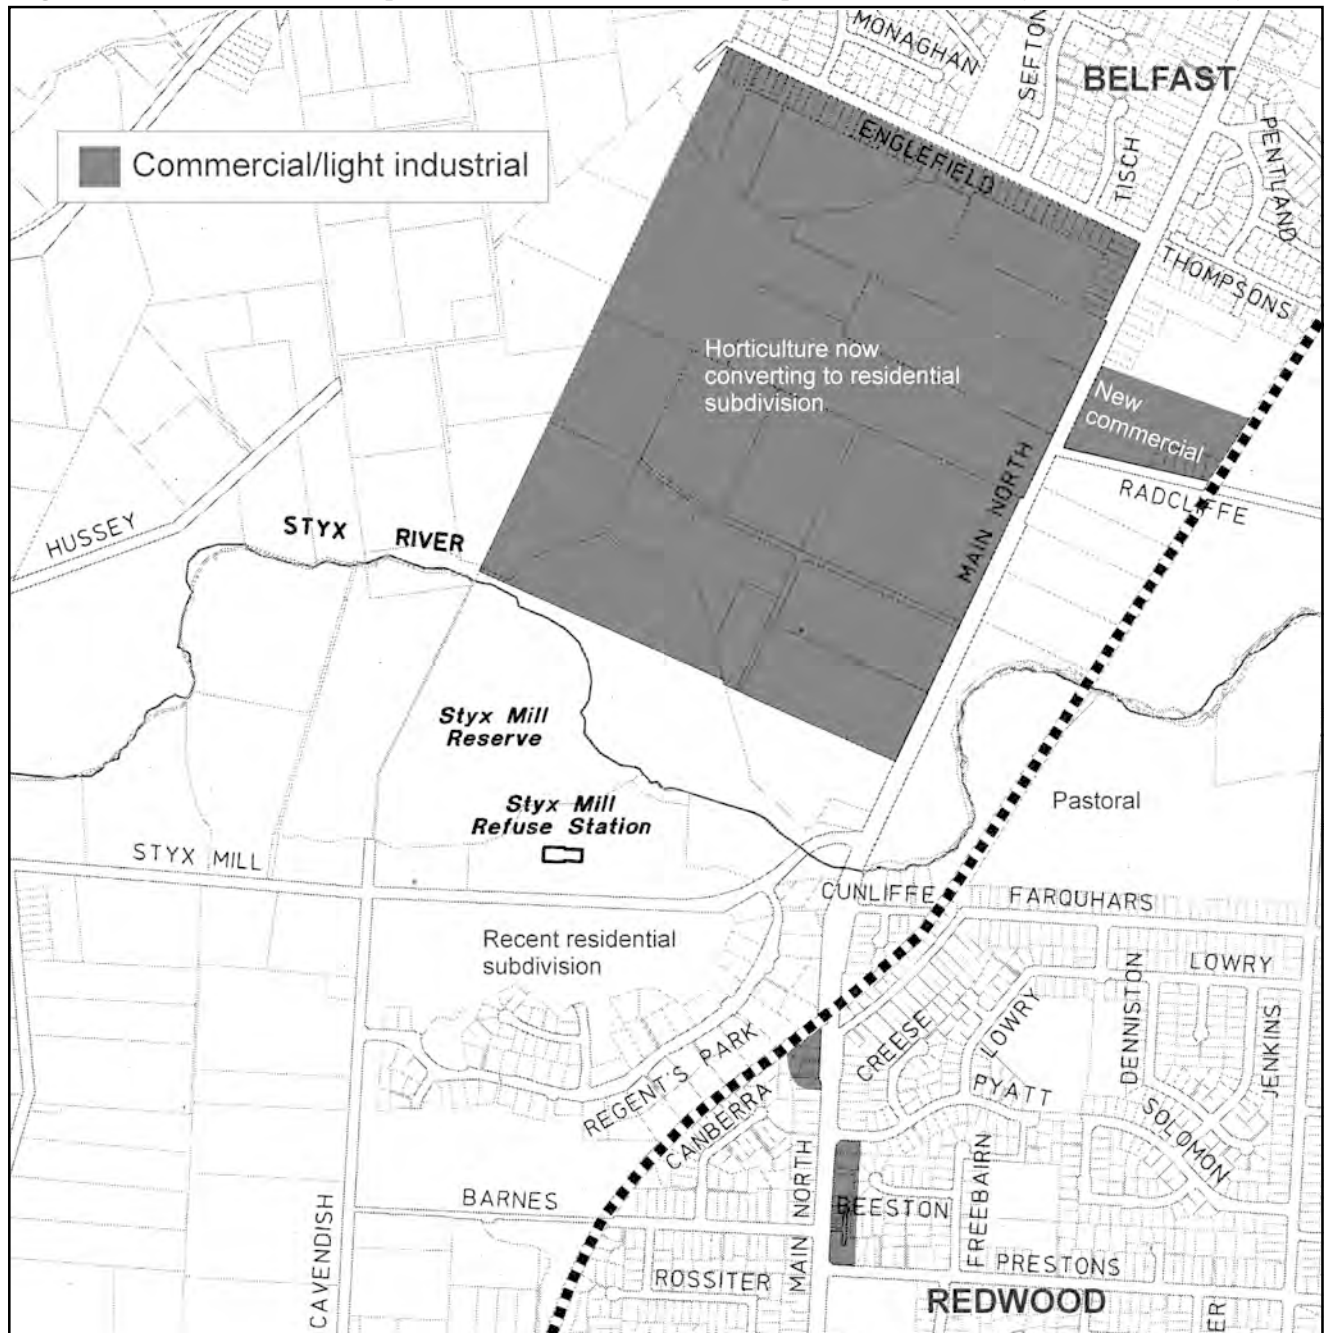 MONAGHAN
SEFTON
BELFAST
Commercial/light industrial
ENGLEFIELD
TISCH
PENTLAND
THOMPSONS
Horticulture now
converting to residential
subdivision
New
commercial
RADCLIFFE
MAIN NORTH
HUSSEY
STYX RIVER
Styx Mill
Reserve
Styx Mill
Refuse Station
Pastoral
STYX MILL
CUNLIFFE
FARQUHARS
Recent residential
subdivision
LOWRY
DENNISTON
LOWRY
CREESE
JENKINS
REGENT'S PARK
PYATT
CANBERRA
SOLOMON
MAIN NORTH
FREEBAIRN
BARNES
BEESTON
CAVENDISH
PRESTONS
ROSSITER
REDWOOD
ER